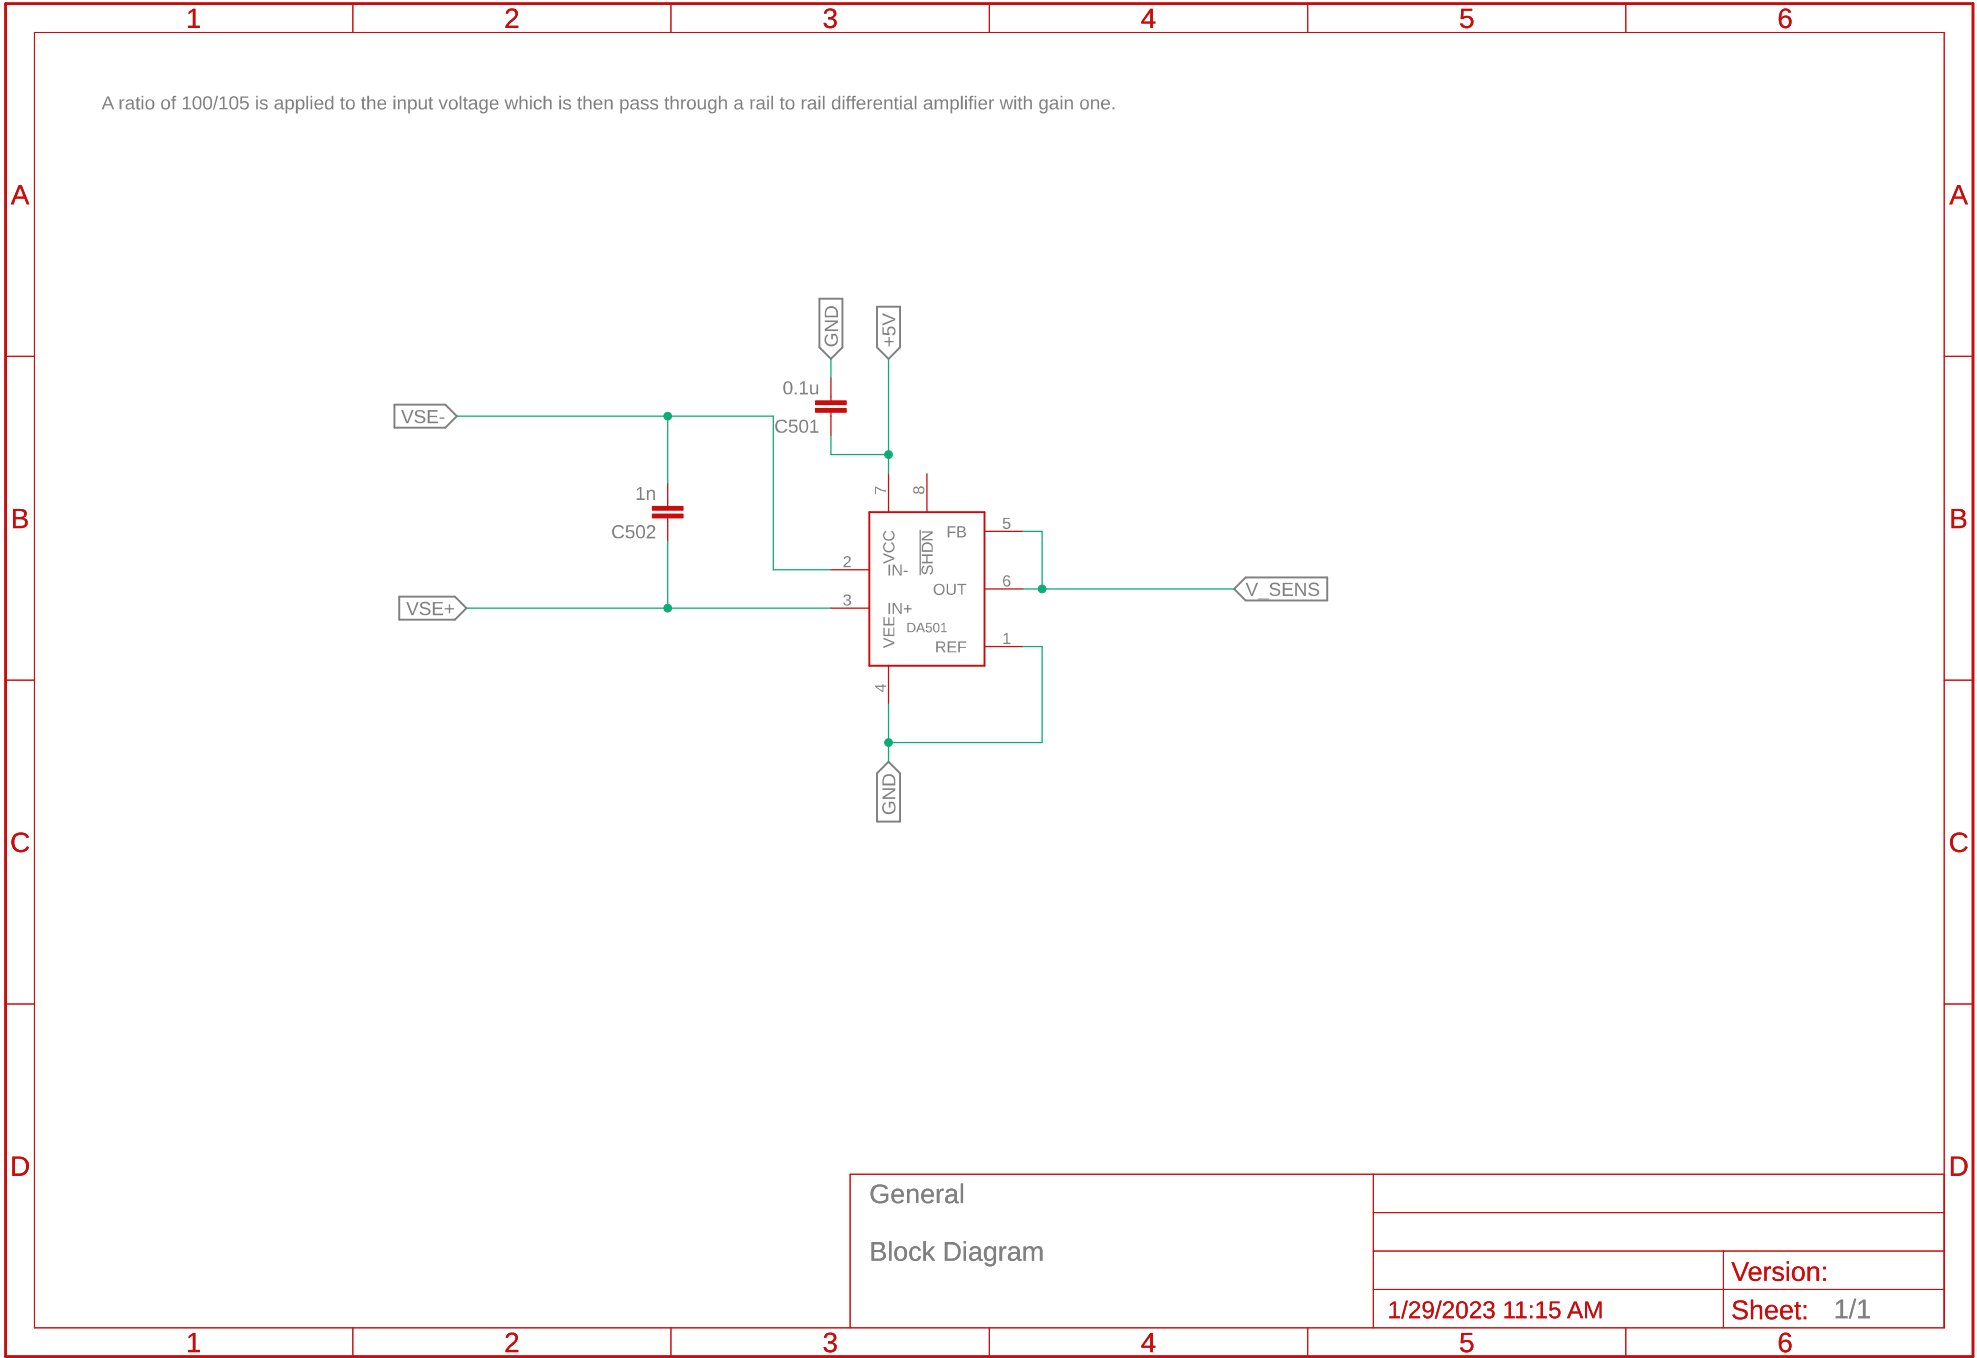 1 2 3 4 5 6
A ratio of 100/105 is applied to the input voltage which is then pass through a rail to rail differential amplifier with gain one.
A A
GND +5V
0.1u
VSE-
C501
7 8
1n
B B
C502
VCC SHDN FB 5
2 IN-
OUT 6 V_SENS
3 IN+
VSE+
VEE DA501
REF 1
4
GND
C C
D D
General
Block Diagram
Version:
1/29/2023 11:15 AM Sheet: 1/1
1 2 3 4 5 6